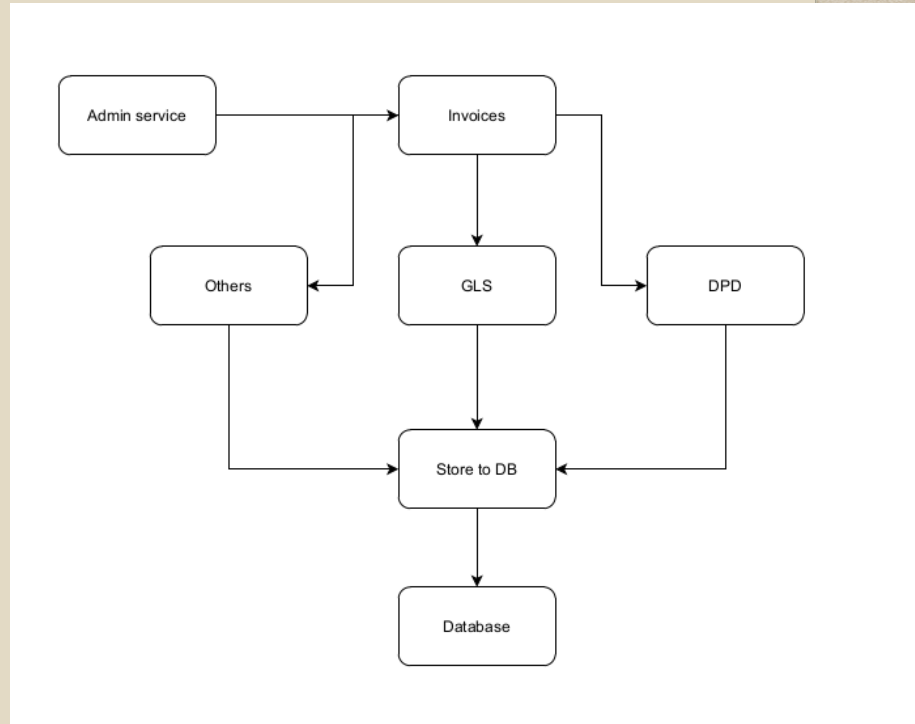 Admin service
Invoices
Others
GLS
DPD
Store to DB
Database